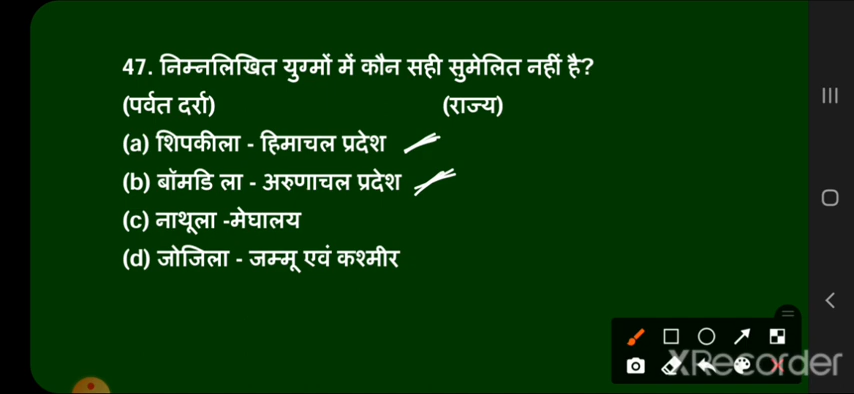 47. निम्नलिखित युग्मों में कौन सही सुमेलित नहीं है?
(पर्वत दर्रा) (राज्य)
(a) शिपकीला - हिमाचल प्रदेश
(b) बॉमडि ला - अरुणाचल प्रदेश
(c) नाथूला -मेघालय
(d) जोजिला - जम्मू एवं कश्मीर
XRecorder